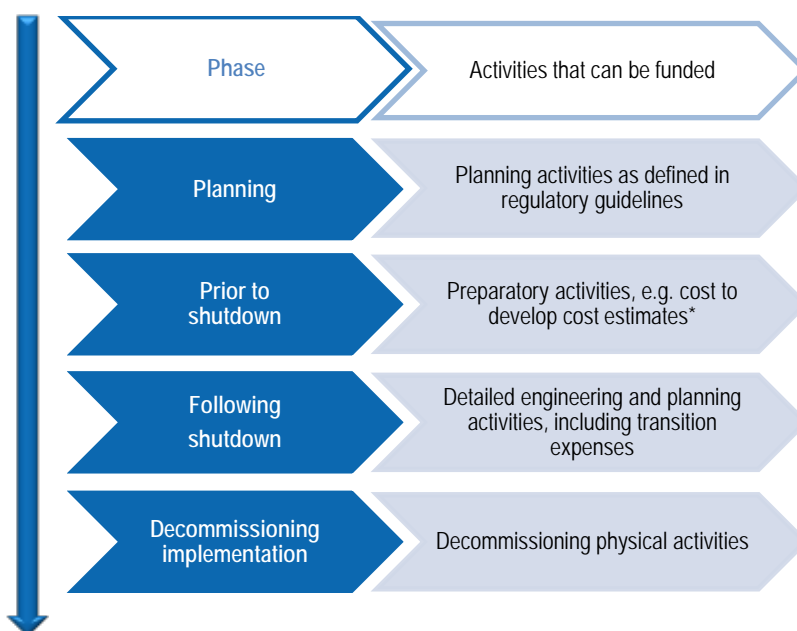 Phase
Activities that can be funded
Planning
Planning activities as defined in
regulatory guidelines
Prior to
shutdown
Preparatory activities, e.g. cost to
develop cost estimates*
Following
shutdown
Detailed engineering and planning
activities, including transition
expenses
Decommissioning
implementation
Decommissioning physical activities